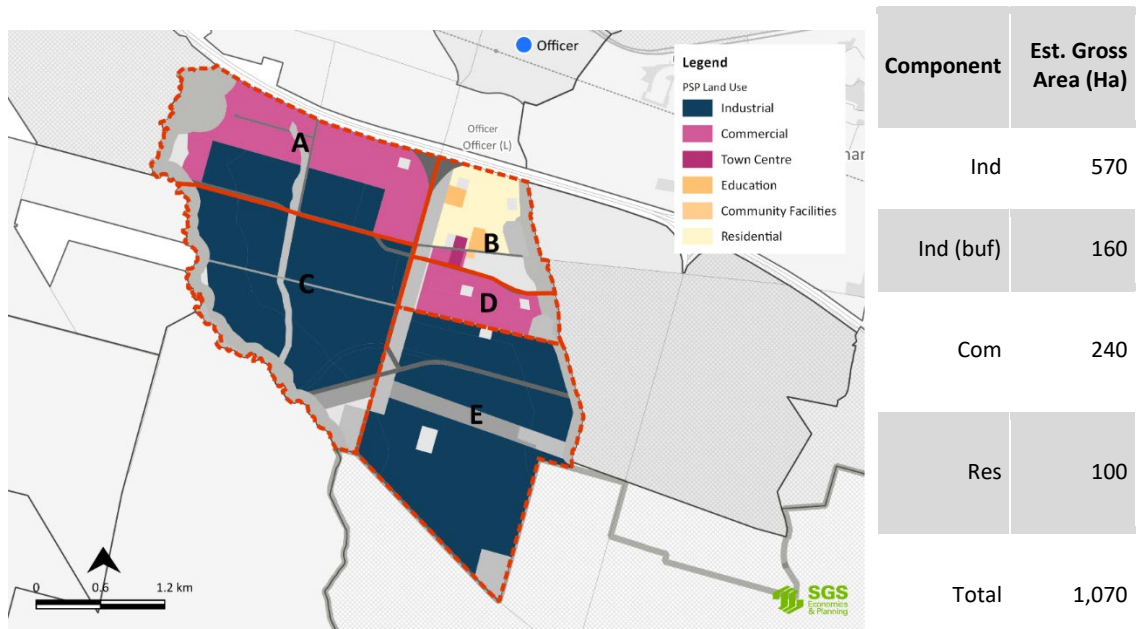 Officer
Officer
Officer (L)
Legend
PSP Land Use
Industrial
Commercial
Town Centre
Education
Community Facilities
Residential
A
B
C
D
E
0 0.6 1.2 km
SGS
Economics
& Planning
Component Est. Gross
Area (Ha)
Ind 570
Ind (buf) 160
Com 240
Res 100
Total 1,070